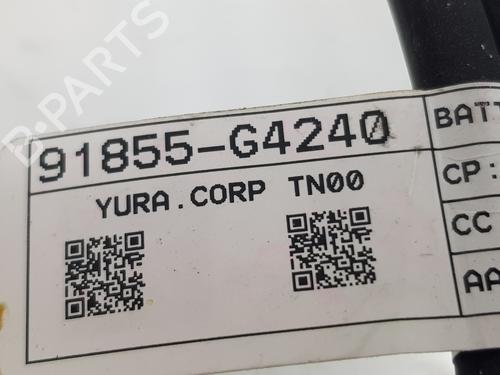 B-PARTS
91855-G4240
BATT
YURA.CORP TN00
CP:
CC
AA